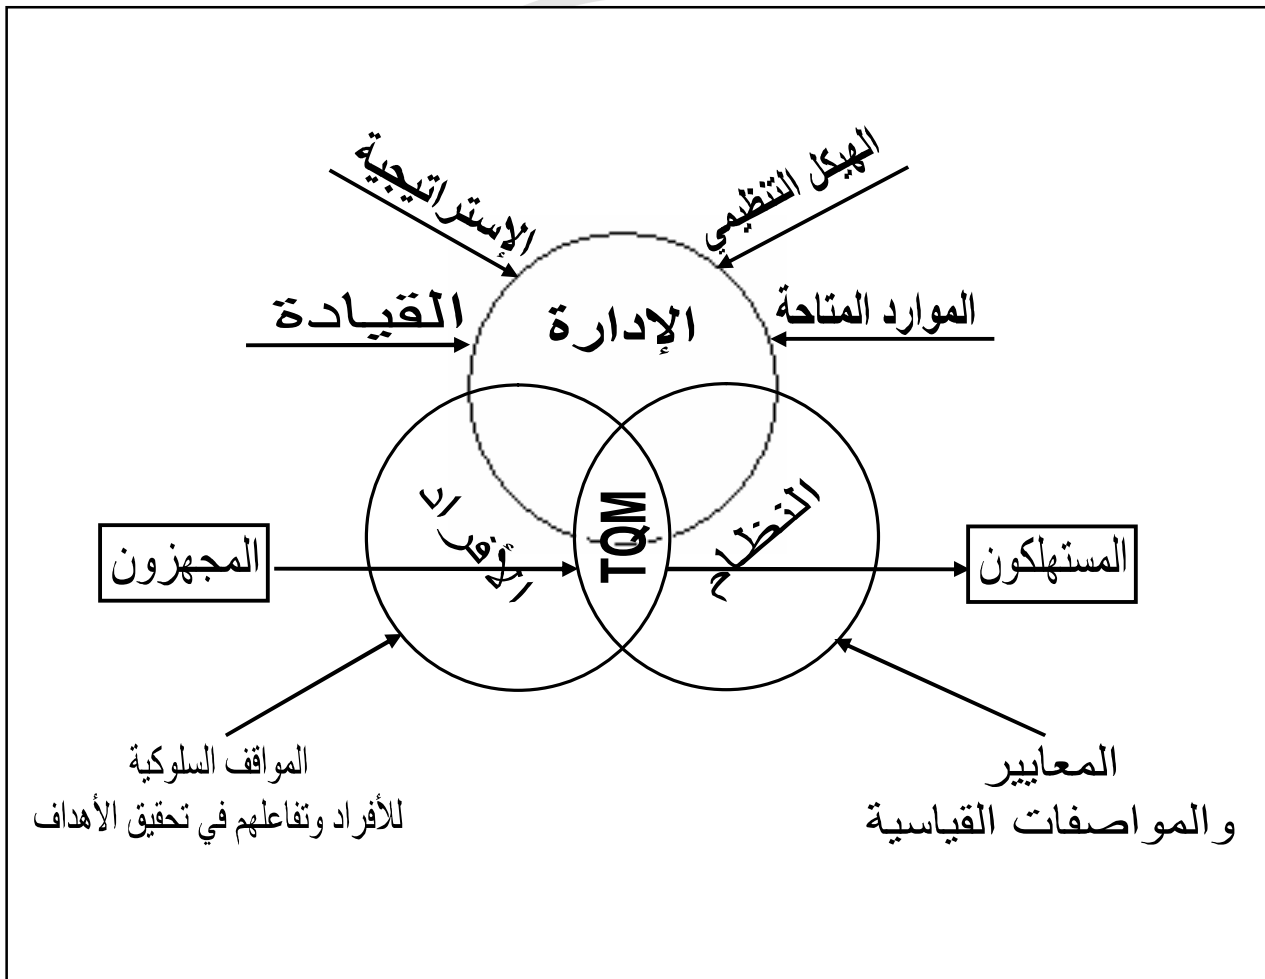 الهيكل التنظيمي
الإستراتيجية
الموارد المتاحة
القيادة
الإدارة
النظام
TQM
الأفراد
المستهلكون
المجهزون
المعايير
والمواصفات القياسية
المواقف السلوكية
للأفراد وتفاعلهم في تحقيق الأهداف